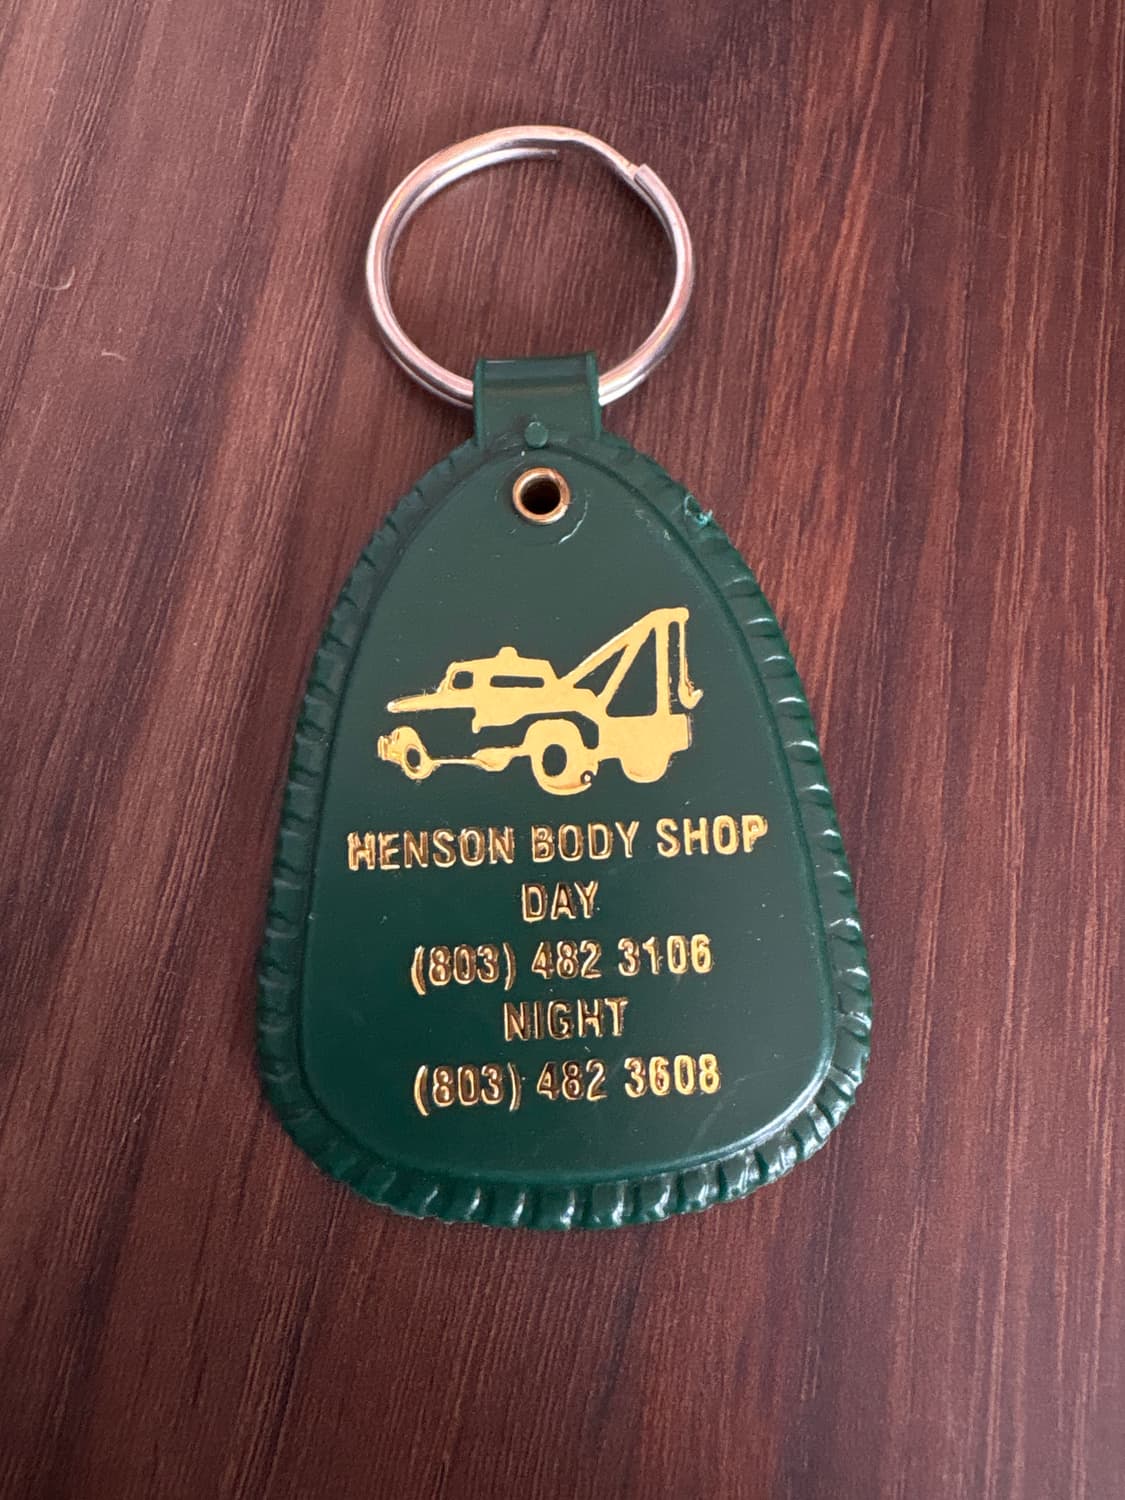 HENSON BODY SHOP
DAY
(803) 482 3106
NIGHT
(803) 482 3608